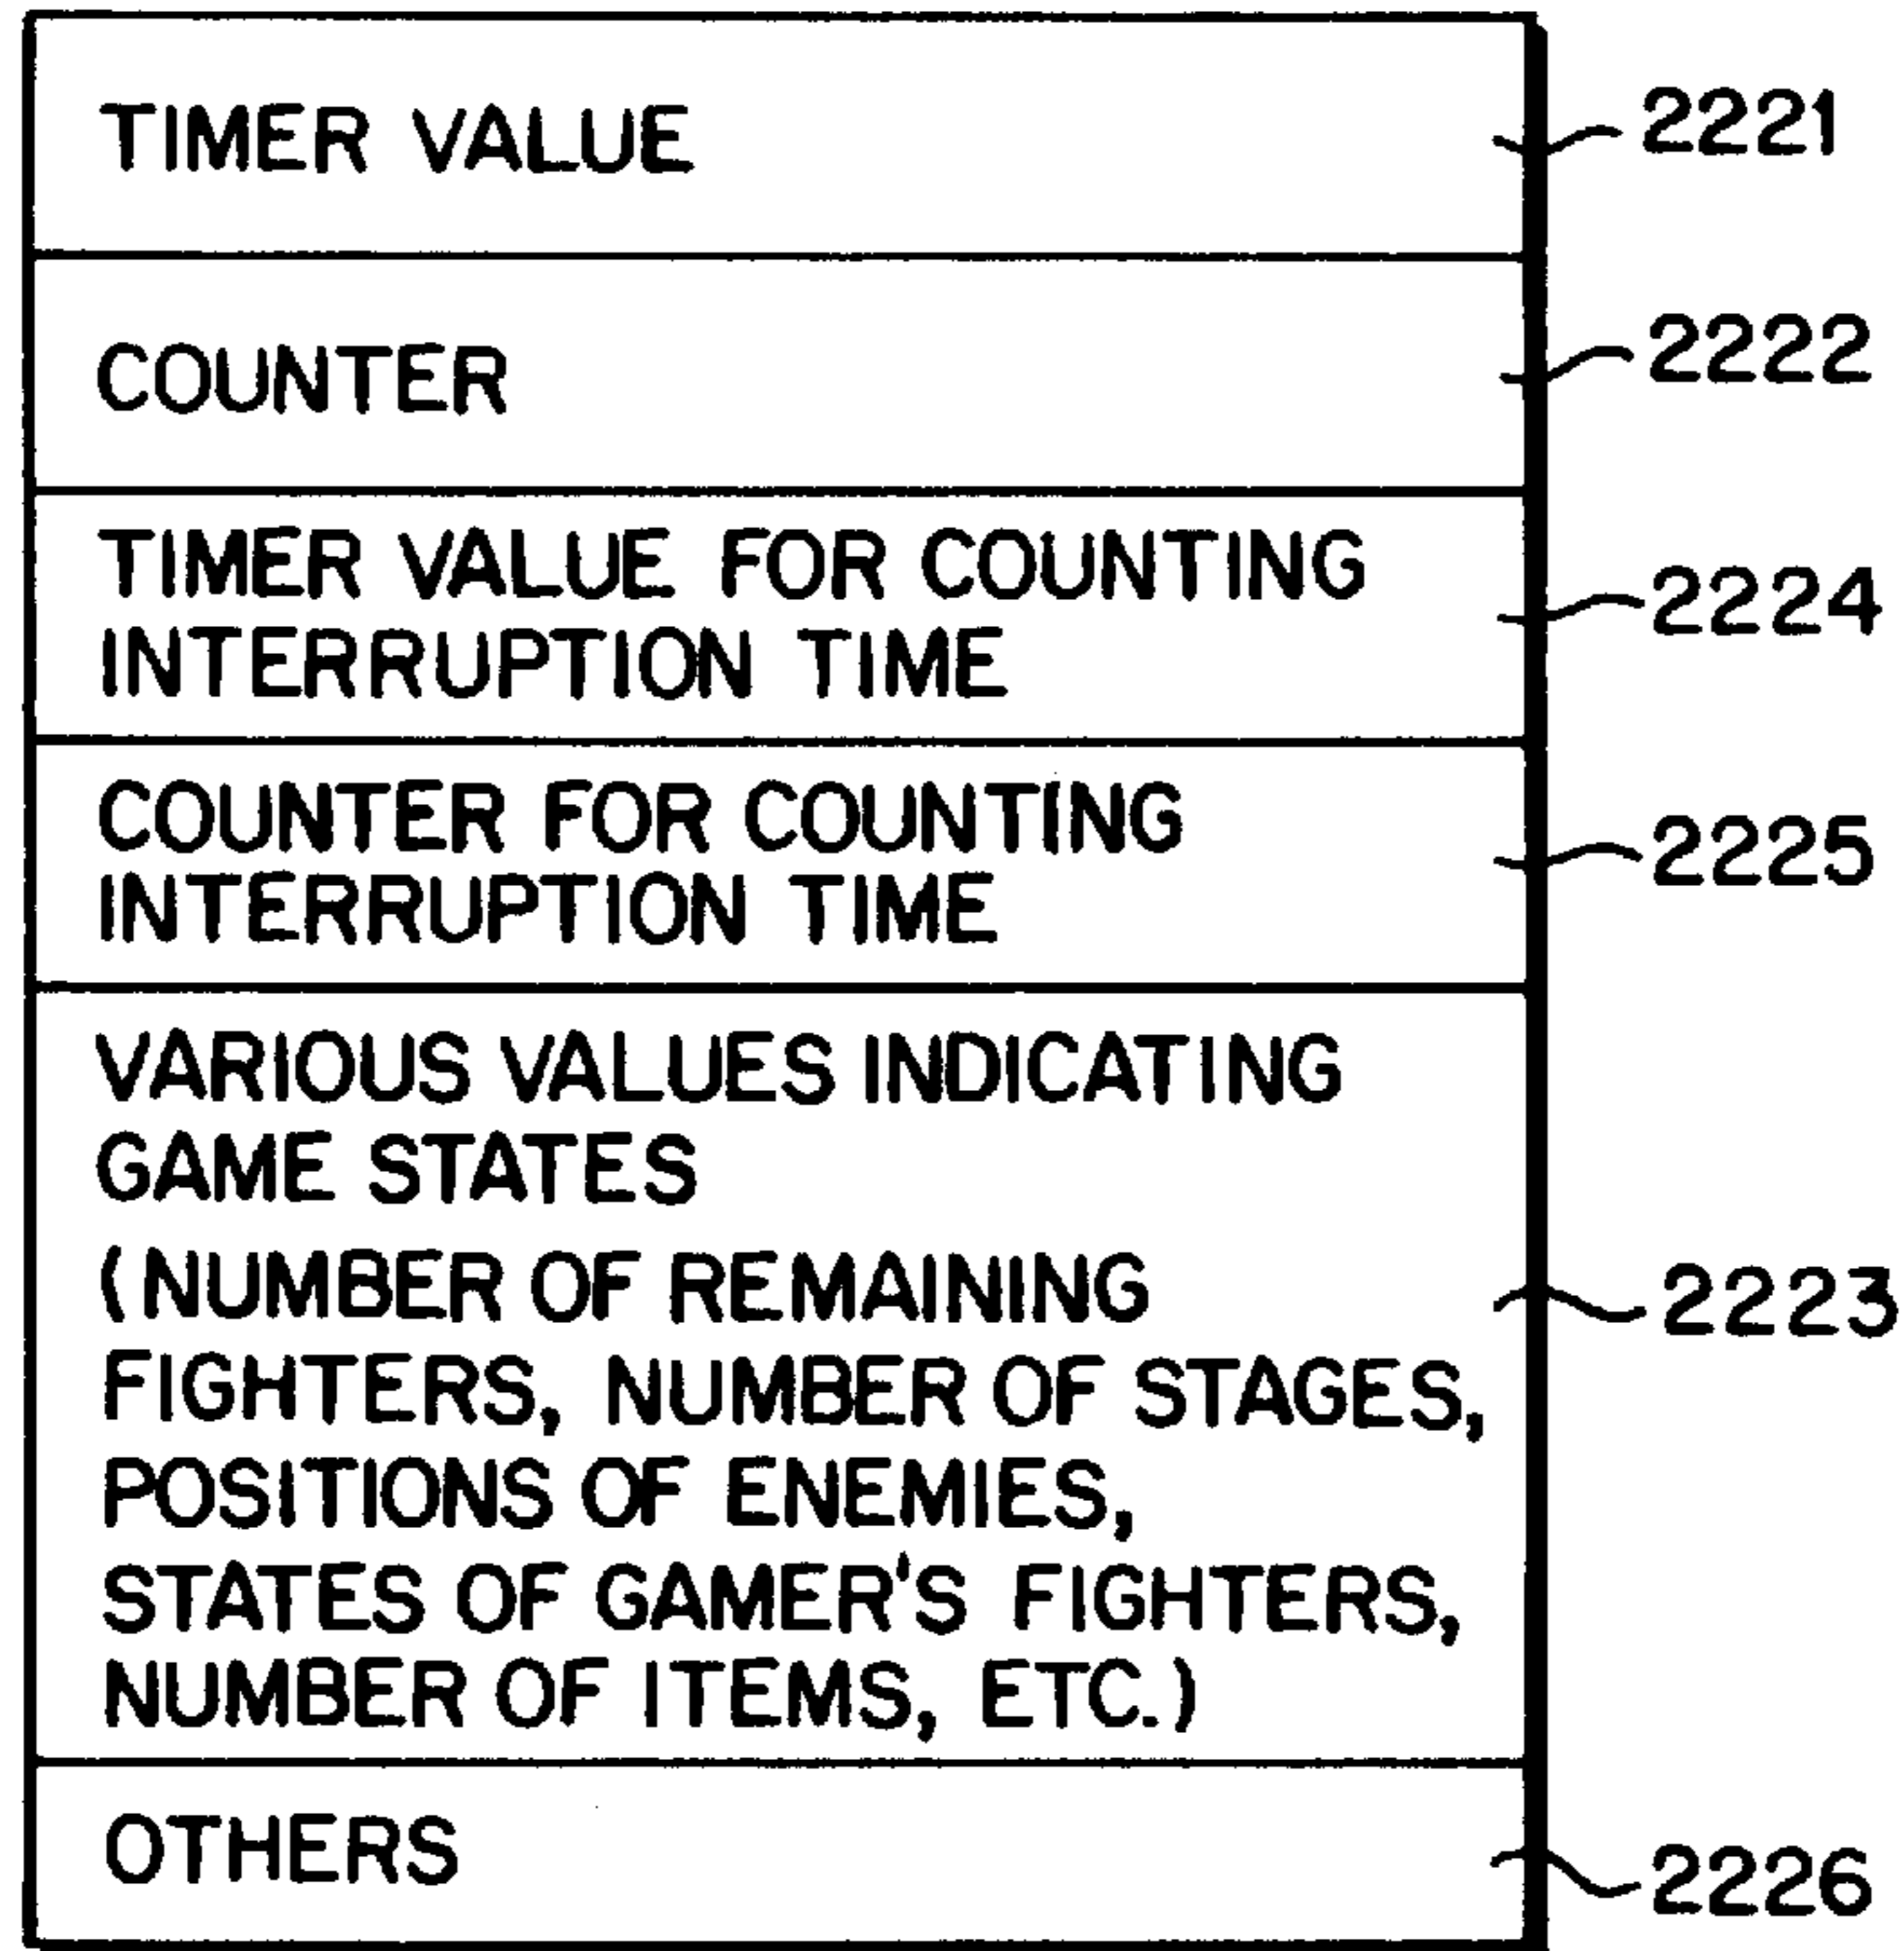 TIMER VALUE
2221
COUNTER
2222
TIMER VALUE FOR COUNTING
INTERRUPTION TIME
2224
COUNTER FOR COUNTING
INTERRUPTION TIME
2225
VARIOUS VALUES INDICATING
GAME STATES
(NUMBER OF REMAINING
FIGHTERS, NUMBER OF STAGES,
POSITIONS OF ENEMIES,
STATES OF GAMER'S FIGHTERS,
NUMBER OF ITEMS, ETC.)
2223
OTHERS
2226